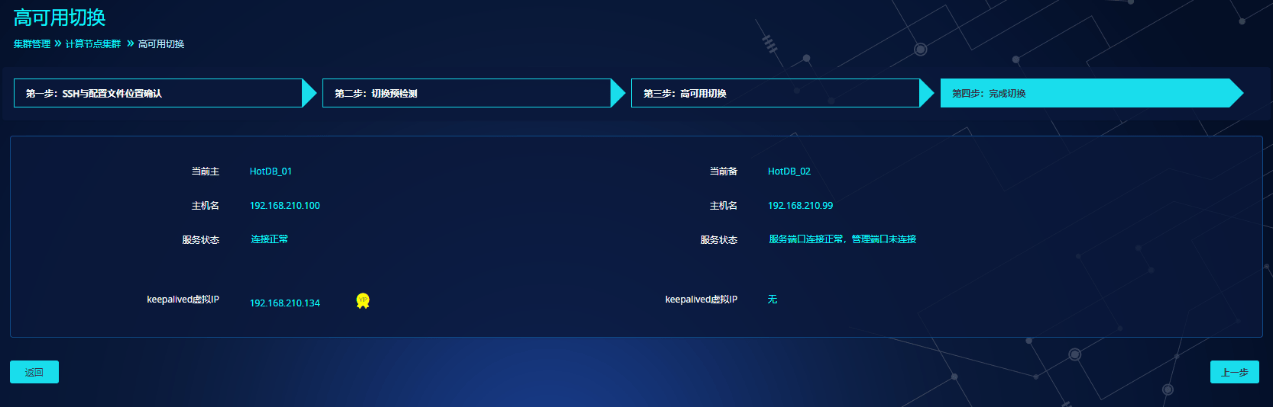 高可用切换
集群管理 » 计算节点集群 » 高可用切换
第一步：SSH与配置文件位置确认 第二步：切换预检测 第三步：高可用切换 第四步：完成切换
当前主 HotDB_01 当前备 HotDB_02
主机名 192.168.210.100 主机名 192.168.210.99
服务状态 连接正常 服务状态 服务端口连接正常，管理端口未连接
keepalived虚拟IP 192.168.210.134 keepalived虚拟IP 无
返回 上一步